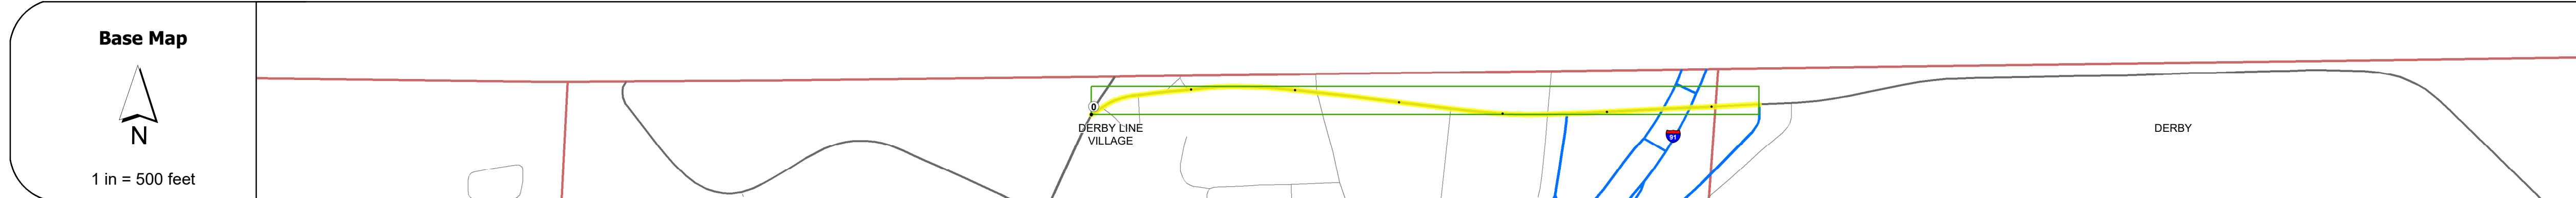 Base Map
N
1 in = 500 feet
0
DERBY LINE
VILLAGE
91
DERBY